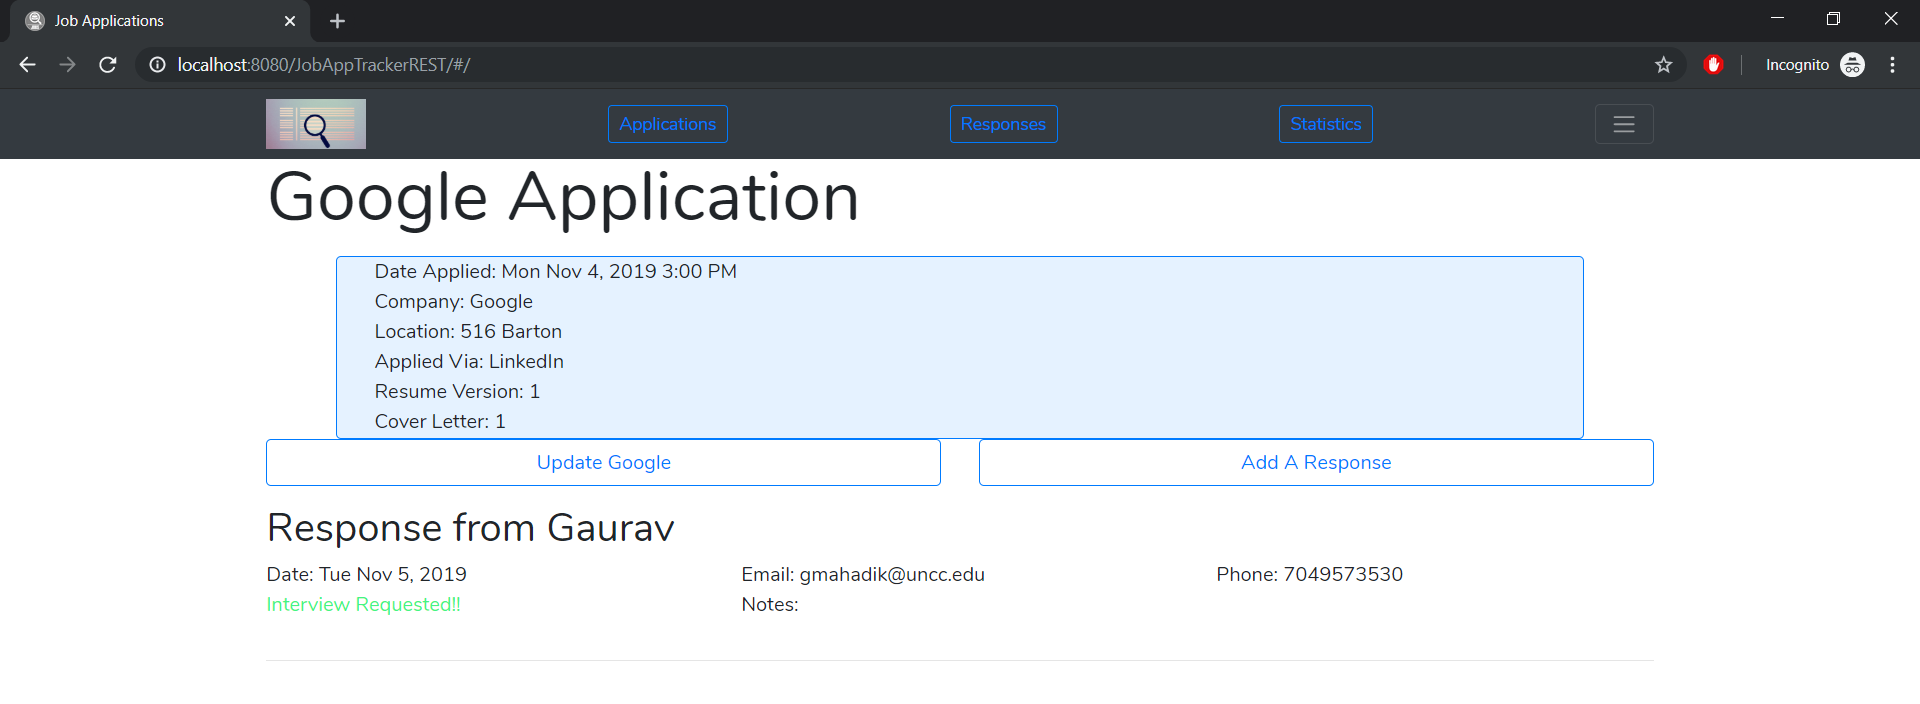 Job Applications
localhost:8080/JobAppTrackerREST/#/
Incognito
Applications
Responses
Statistics
Google Application
Date Applied: Mon Nov 4, 2019 3:00 PM
Company: Google
Location: 516 Barton
Applied Via: LinkedIn
Resume Version: 1
Cover Letter: 1
Update Google
Add A Response
Response from Gaurav
Date: Tue Nov 5, 2019
Email: gmahadik@uncc.edu
Phone: 7049573530
Interview Requested!!
Notes: